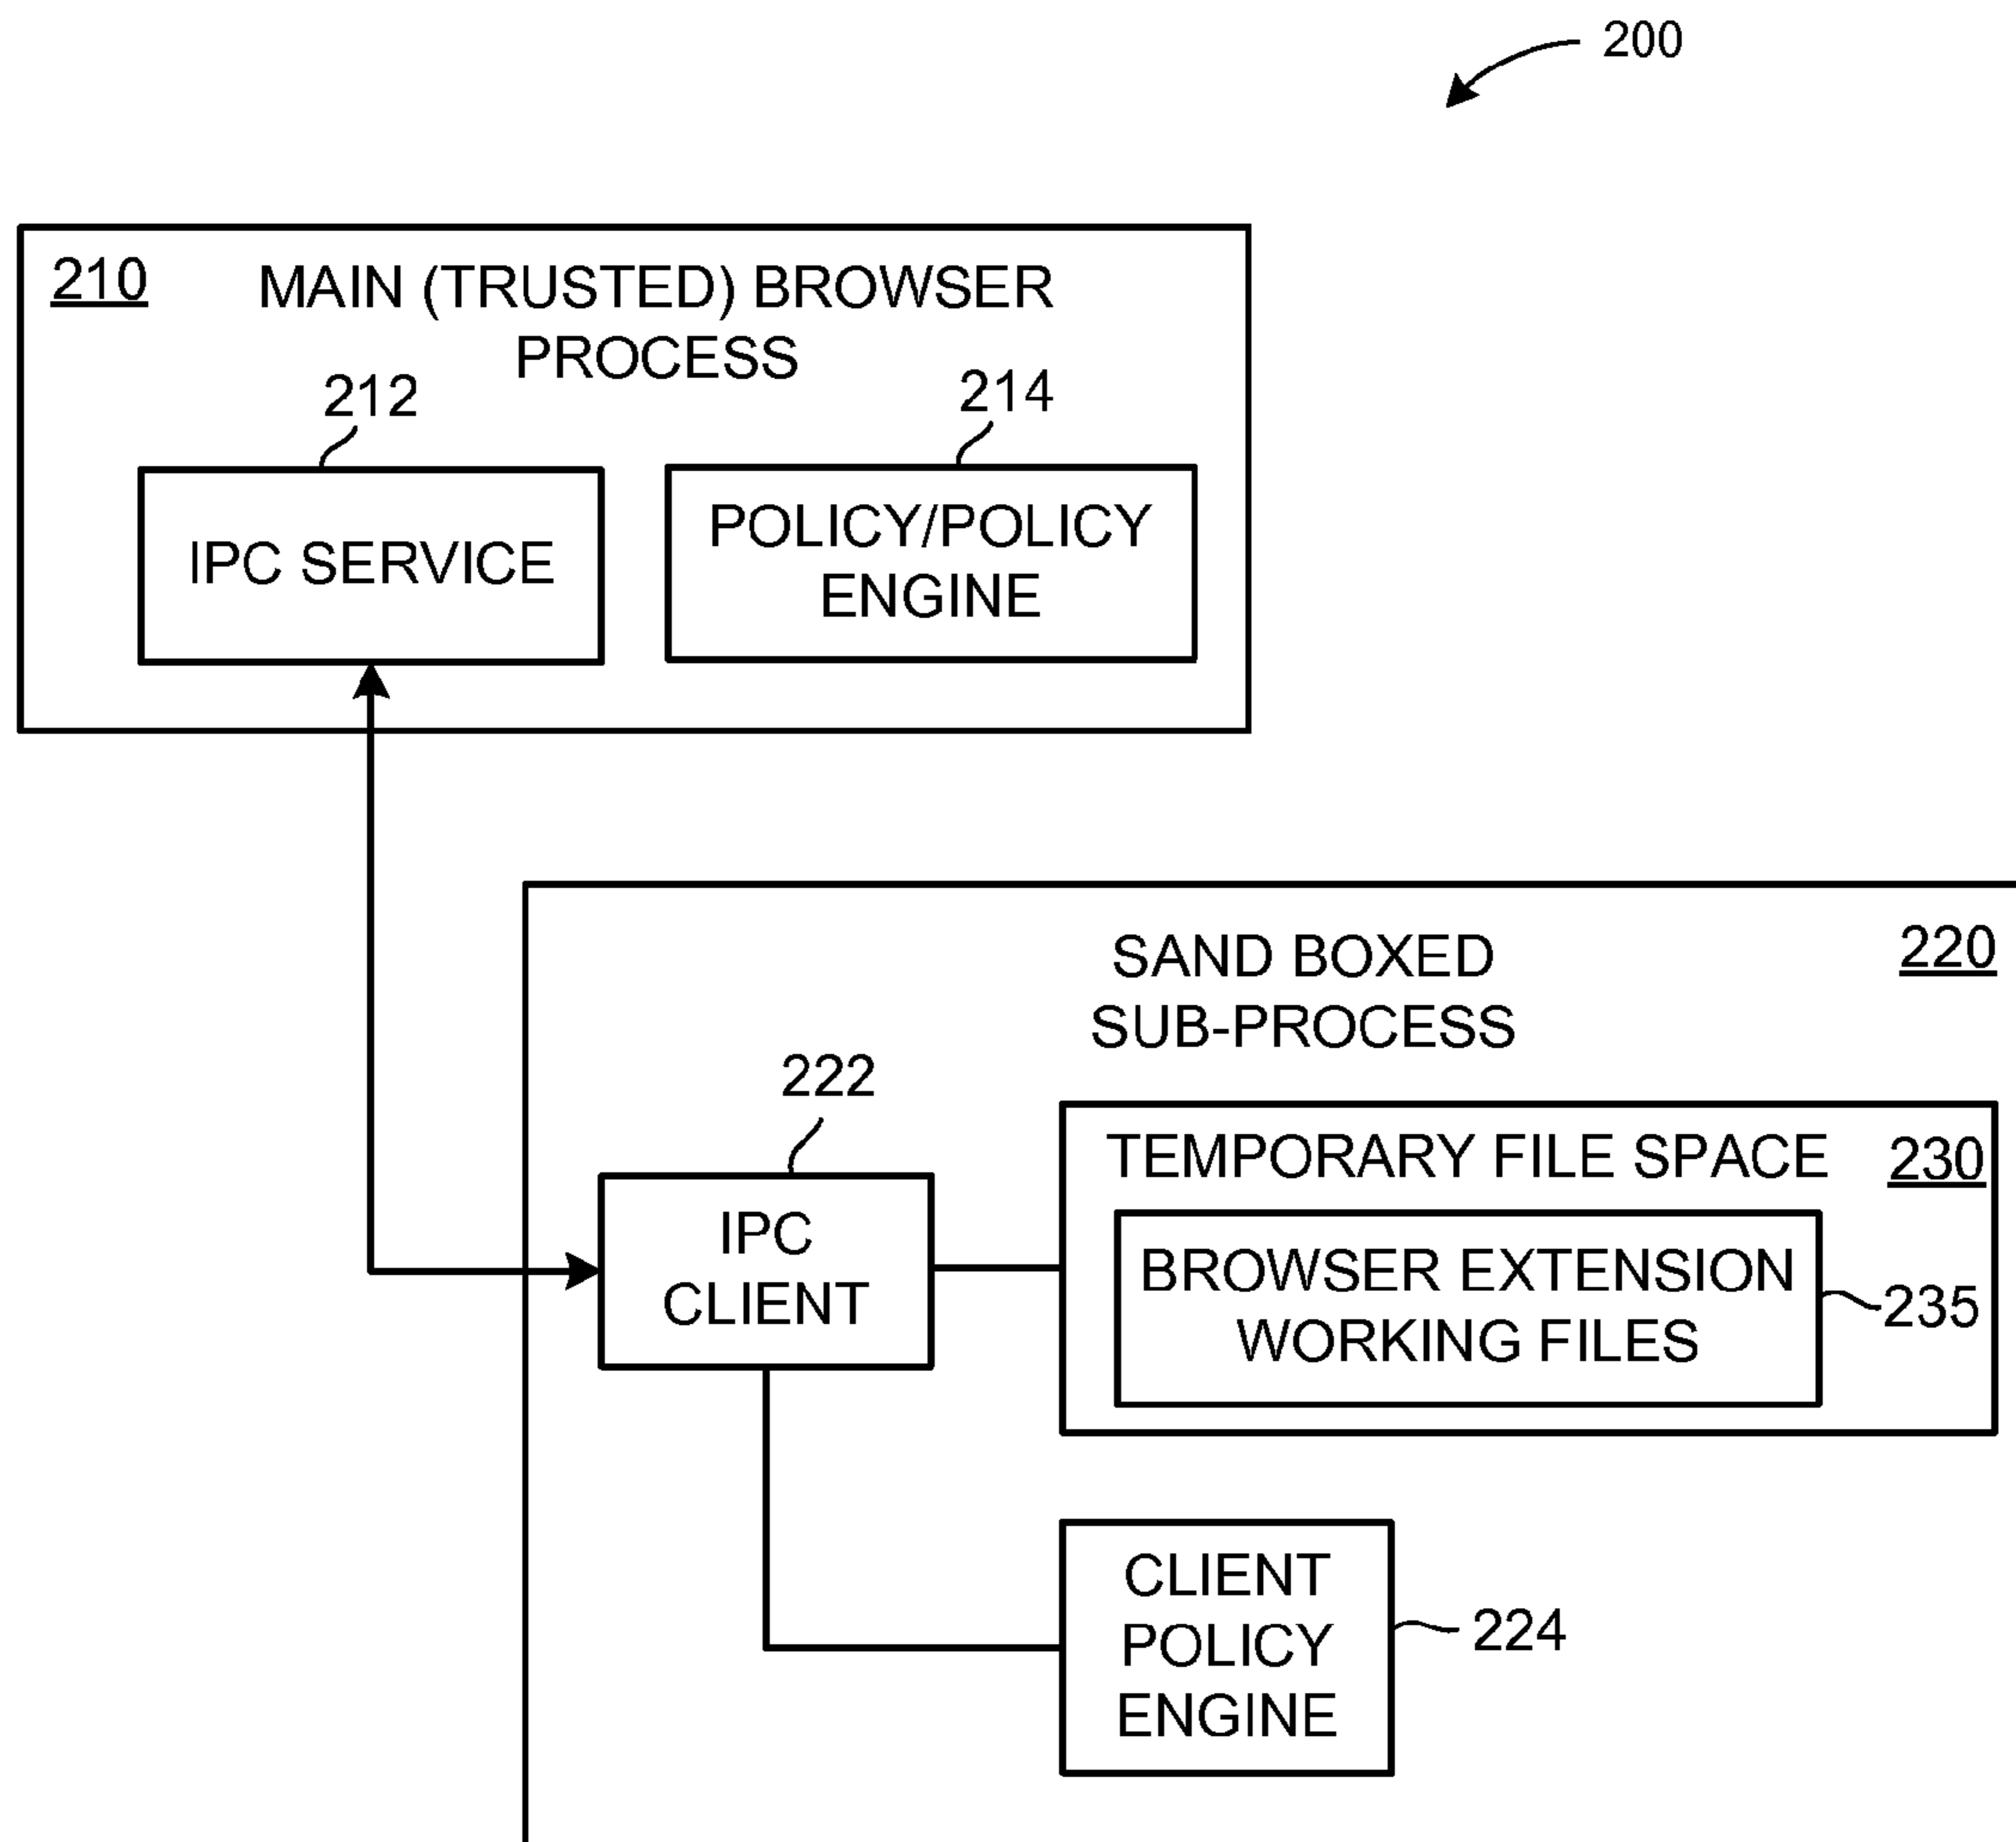 200
210
MAIN (TRUSTED) BROWSER
PROCESS
212
214
IPC SERVICE
POLICY/POLICY
ENGINE
SAND BOXED
SUB-PROCESS
220
222
IPC
CLIENT
TEMPORARY FILE SPACE
230
BROWSER EXTENSION
WORKING FILES
235
CLIENT
POLICY
ENGINE
224